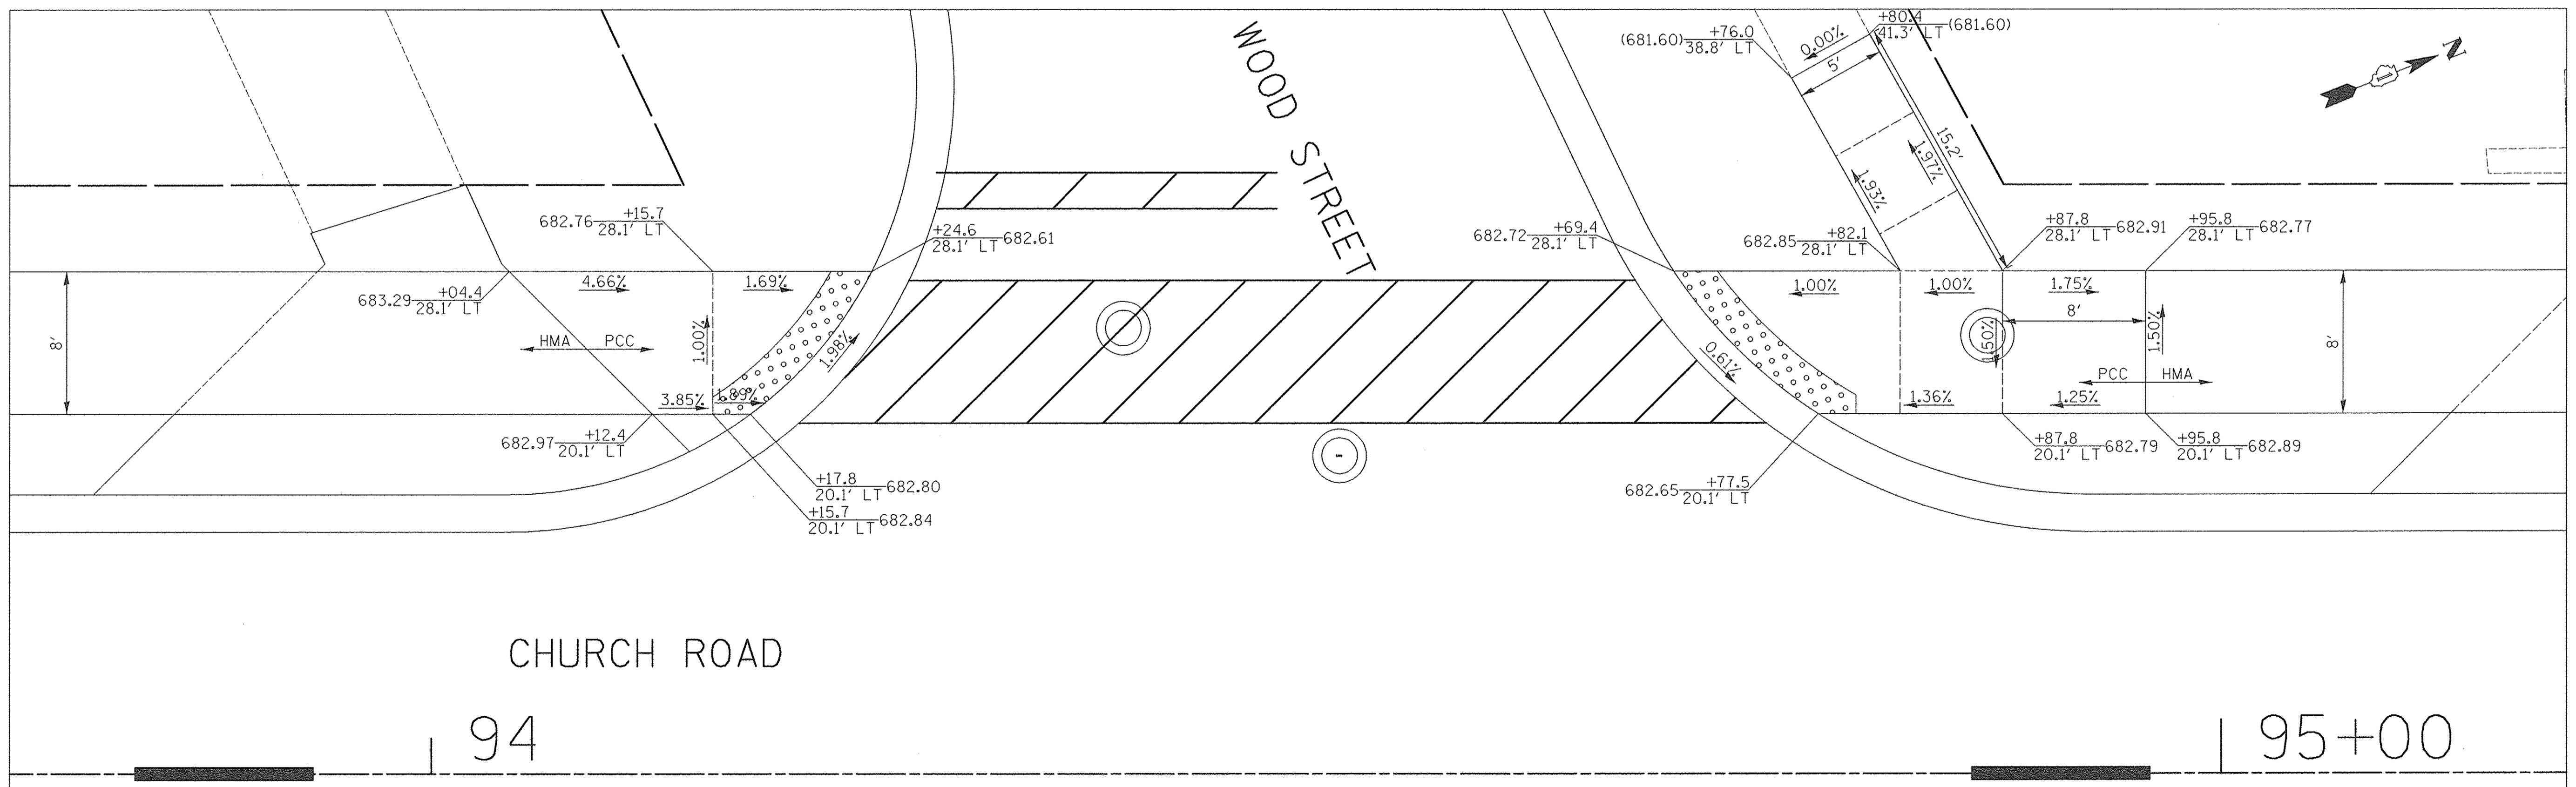 WOOD STREET
N
(681.60) +76.0
38.8' LT
+80.4 (681.60)
41.3' LT
0.00%
5'
15.2'
1.97%
1.93%
682.76 +15.7
28.1' LT
+24.6 682.61
28.1' LT
682.72 +69.4
28.1' LT
682.85 +82.1
28.1' LT
+87.8 682.91
28.1' LT
+95.8 682.77
28.1' LT
683.29 +04.4
28.1' LT
4.66%
1.69%
1.00%
1.00%
1.75%
8'
8'
HMA PCC
1.00%
1.98%
0.61%
1.50%
1.50%
8'
PCC HMA
3.85%
1.89%
1.36%
1.25%
682.97 +12.4
20.1' LT
+17.8 682.80
20.1' LT
+15.7 682.84
20.1' LT
682.65 +77.5
20.1' LT
+87.8 682.79
20.1' LT
+95.8 682.89
20.1' LT
CHURCH ROAD
94
95+00